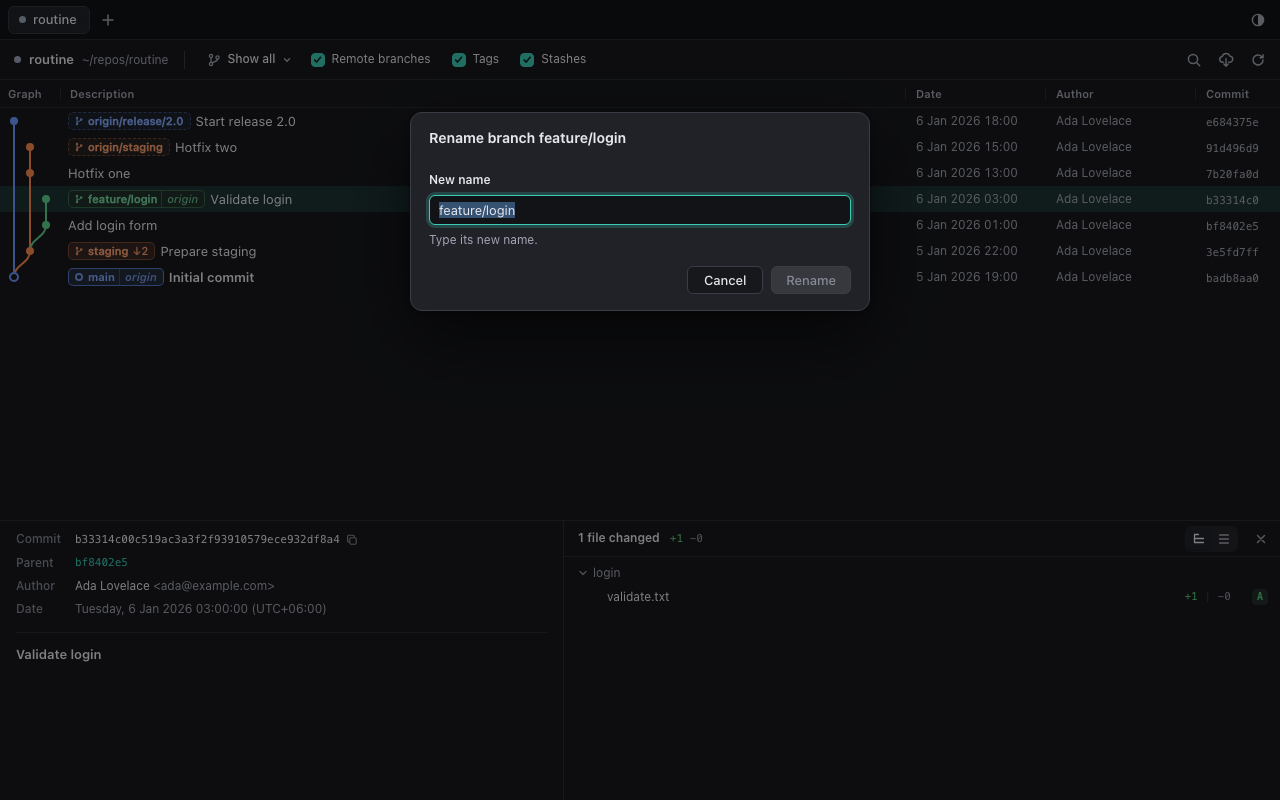 routine
routine ~/repos/routine Show all Remote branches Tags Stashes
Graph Description Date Author Commit
origin/release/2.0 Start release 2.0 6 Jan 2026 18:00 Ada Lovelace e684375e
origin/staging Hotfix two 6 Jan 2026 15:00 Ada Lovelace 91d496d9
Hotfix one 6 Jan 2026 13:00 Ada Lovelace 7b20fa0d
feature/login origin Validate login 6 Jan 2026 03:00 Ada Lovelace b33314c0
Add login form 6 Jan 2026 01:00 Ada Lovelace bf8402e5
staging ↓2 Prepare staging 5 Jan 2026 22:00 Ada Lovelace 3e5fd7ff
main origin Initial commit 5 Jan 2026 19:00 Ada Lovelace badb8aa0
Rename branch feature/login
New name
feature/login
Type its new name.
Cancel Rename
Commit b33314c00c519ac3a3f2f93910579ece932df8a4
Parent bf8402e5
Author Ada Lovelace <ada@example.com>
Date Tuesday, 6 Jan 2026 03:00:00 (UTC+06:00)
Validate login
1 file changed +1 −0
login
validate.txt +1 | −0 A